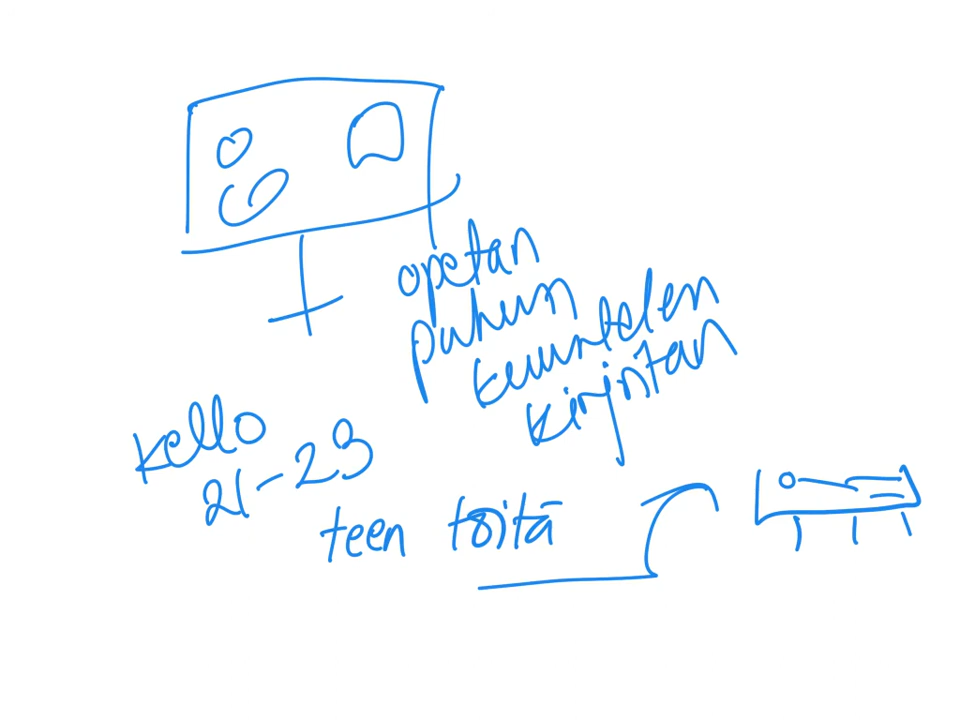 opetan
puhun
kuuntelen
kirjoitan
kello
21-23
teen töitä